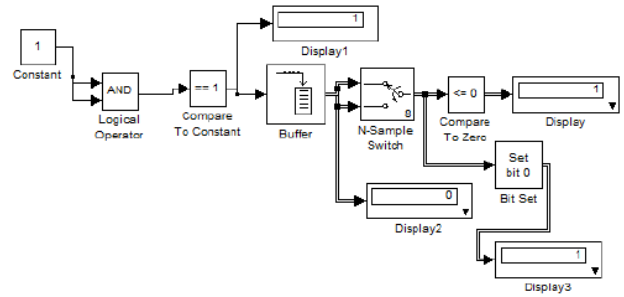 1
Constant
AND
Logical
Operator
== 1
Compare
To Constant
1
Display1
Buffer
8
N-Sample
Switch
<= 0
Compare
To Zero
1
Display
0
Display2
Set
bit 0
Bit Set
1
Display3